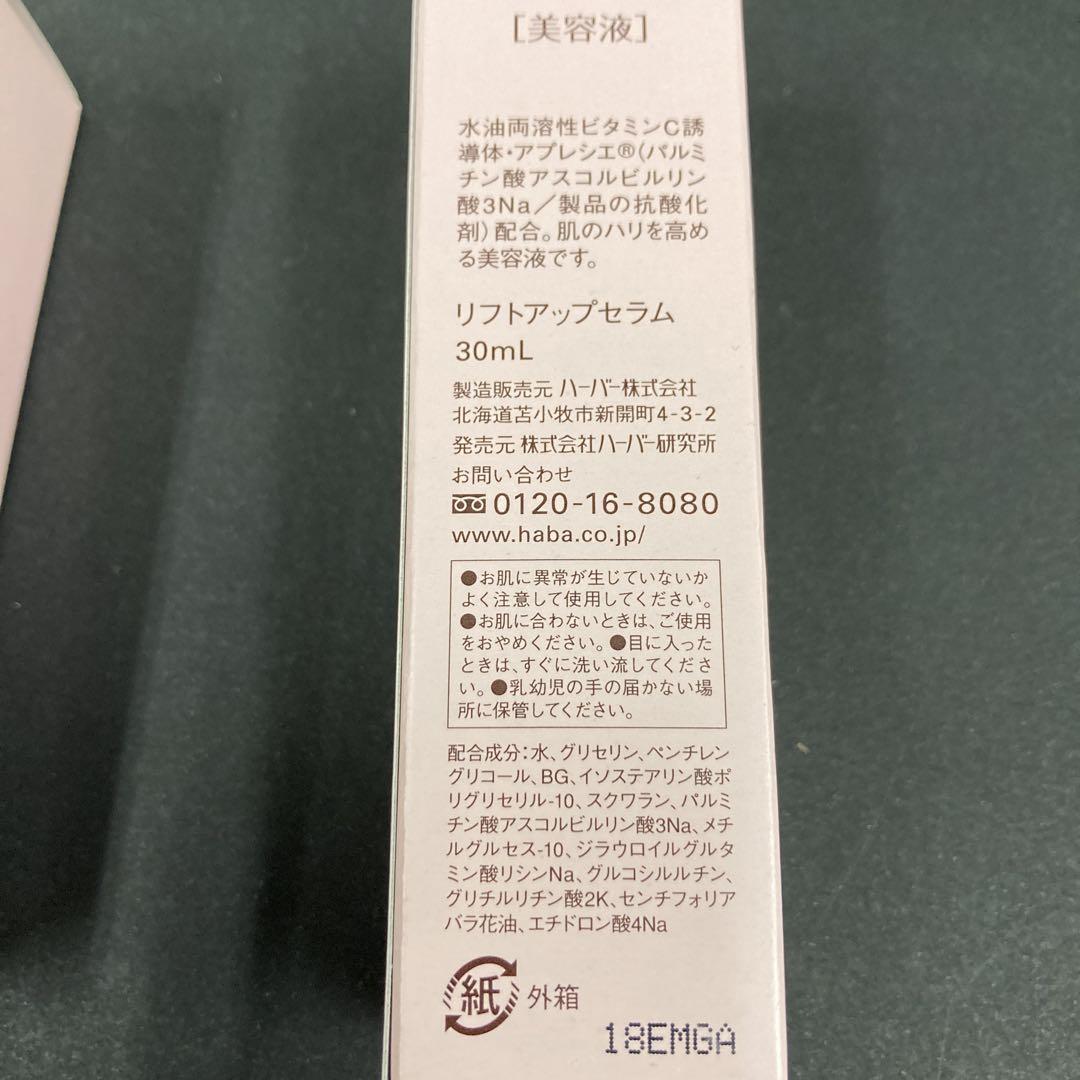 [美容液]
水油両溶性ビタミンC誘
導体・アプレシエ®(パルミ
チン酸アスコルビルリン
酸3Na/製品の抗酸化
剤)配合。肌のハリを高め
る美容液です。
リフトアップセラム
30mL
製造販売元 ハーバー株式会社
北海道苫小牧市新開町4-3-2
発売元 株式会社ハーバー研究所
お問い合わせ
0120-16-8080
www.haba.co.jp/
●お肌に異常が生じていないか
よく注意して使用してください。
●お肌に合わないときは、ご使用
をおやめください。●目に入った
ときは、すぐに洗い流してくださ
い。●乳幼児の手の届かない場
所に保管してください。
配合成分:水、グリセリン、ペンチレン
グリコール、BG、イソステアリン酸ポ
リグリセリル-10、スクワラン、パルミ
チン酸アスコルビルリン酸3Na、メチ
ルグルセス-10、ジラウロイルグルタ
ミン酸リシンNa、グルコシルルチン、
グリチルリチン酸2K、センチフォリア
バラ花油、エチドロン酸4Na
紙 外箱
18EMGA